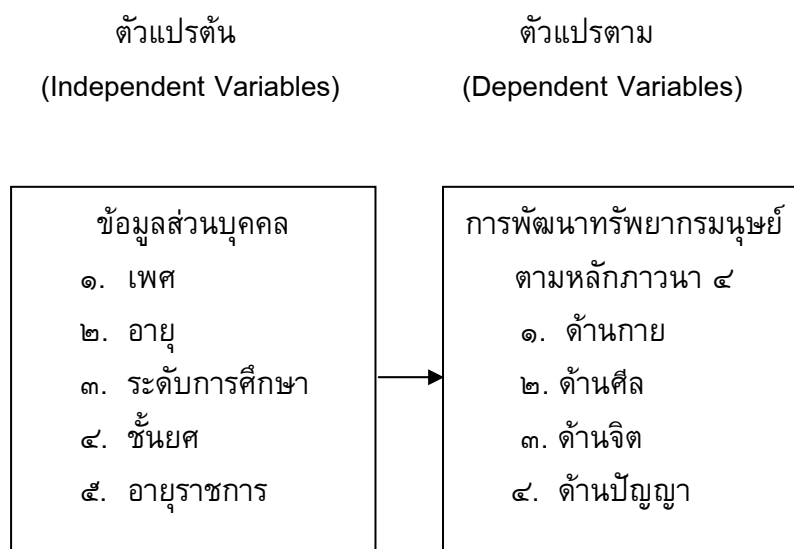 ตัวแปรต้น
(Independent Variables)
ตัวแปรตาม
(Dependent Variables)
ข้อมูลส่วนบุคคล
๑. เพศ
๒. อายุ
๓. ระดับการศึกษา
๔. ชั้นยศ
๕. อายุราชการ
การพัฒนาทรัพยากรมนุษย์
ตามหลักภาวนา ๔
๑. ด้านกาย
๒. ด้านศีล
๓. ด้านจิต
๔. ด้านปัญญา